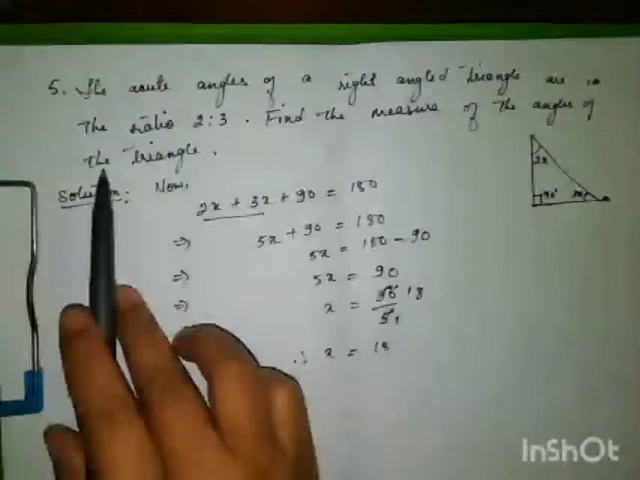 5. The acute angles of a right angled triangle are in
the ratio 2:3. Find the measure of the angles of
the triangle.
Solution: Now,
2x + 3x + 90 = 180
⇒ 5x + 90 = 180
5x = 180 - 90
⇒ 5x = 90
⇒ x = 90 18
5 1
∴ x = 18
2x
90°
3x
InShOt